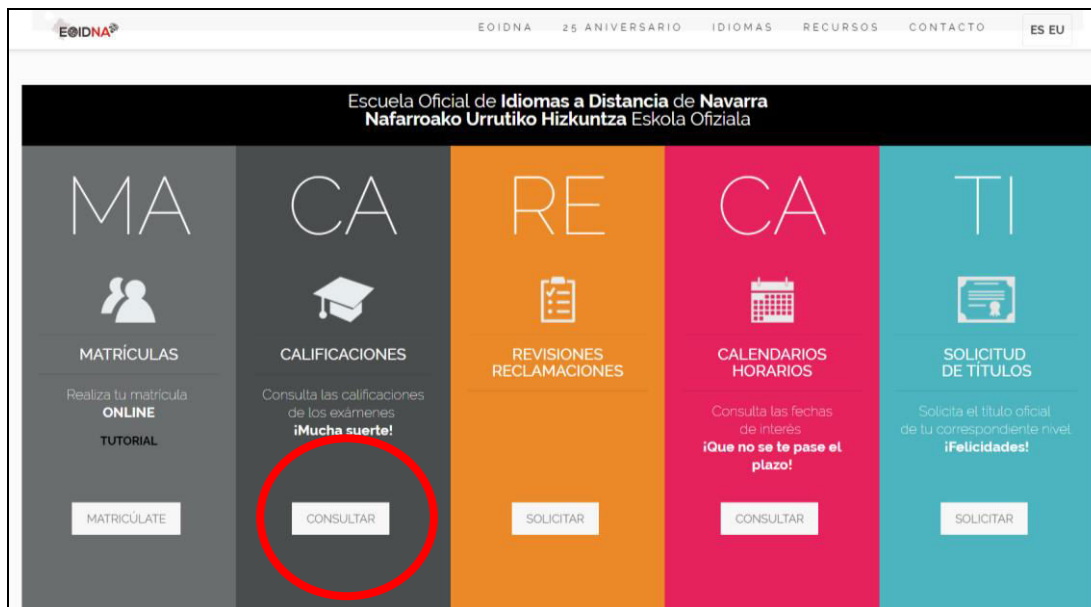 EOIDNA
EOIDNA 25 ANIVERSARIO IDIOMAS RECURSOS CONTACTO ES EU
Escuela Oficial de Idiomas a Distancia de Navarra
Nafarroako Urrutiko Hizkuntza Eskola Ofiziala
MA
MATRÍCULAS
Realiza tu matrícula
ONLINE
TUTORIAL
MATRICÚLATE
CA
CALIFICACIONES
Consulta las calificaciones
de los exámenes
¡Mucha suerte!
CONSULTAR
RE
REVISIONES
RECLAMACIONES
SOLICITAR
CA
CALENDARIOS
HORARIOS
Consulta las fechas
de interés
¡Que no se te pase el
plazo!
CONSULTAR
TI
SOLICITUD
DE TÍTULOS
Solicita el título oficial
de tu correspondiente nivel
¡Felicidades!
SOLICITAR